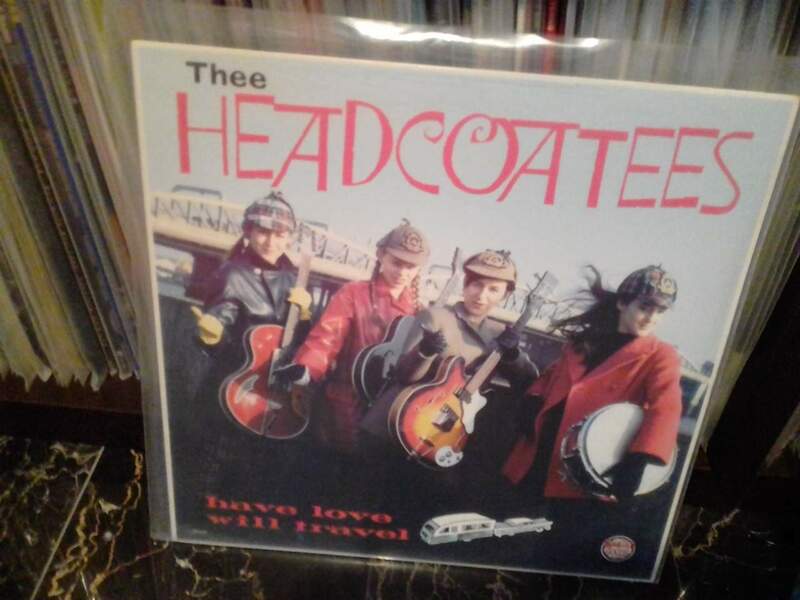 Thee
HEADCOATEES
have love
will travel